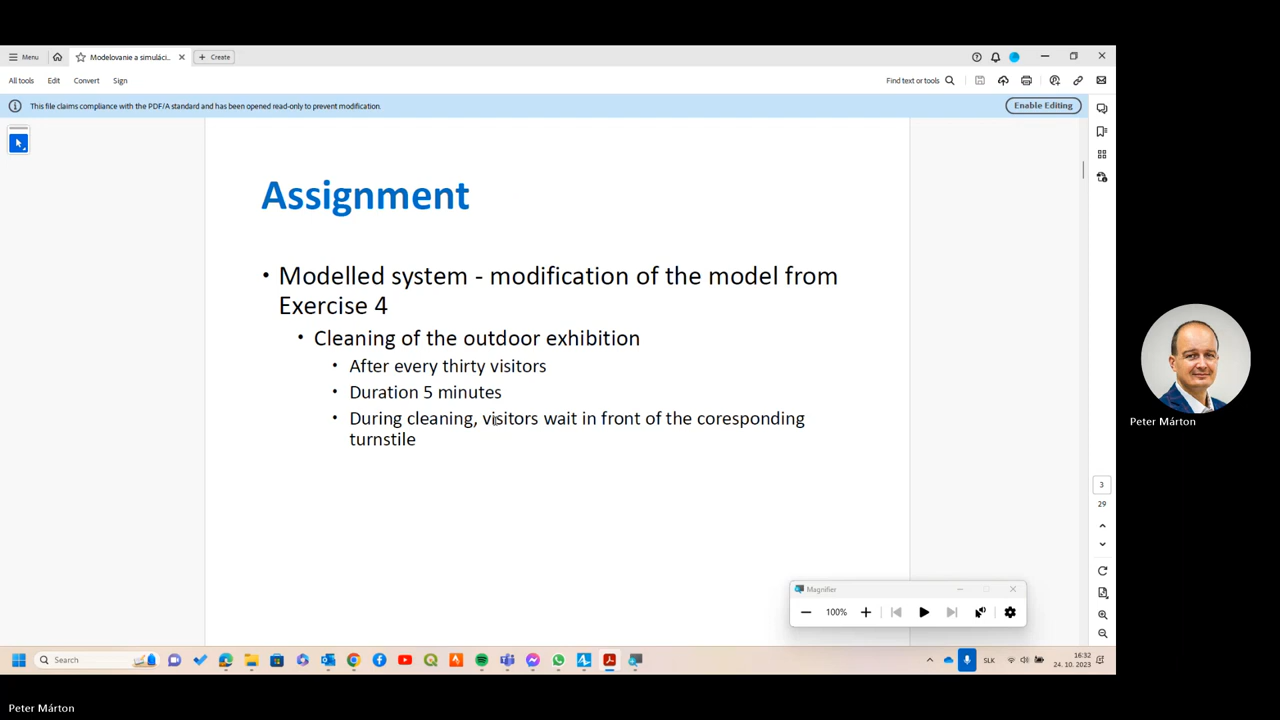 Menu
Modelovanie a simuláci...
Create
All tools
Edit
Convert
Sign
Find text or tools
This file claims compliance with the PDF/A standard and has been opened read-only to prevent modification.
Enable Editing
Assignment
• Modelled system - modification of the model from
Exercise 4
• Cleaning of the outdoor exhibition
• After every thirty visitors
• Duration 5 minutes
• During cleaning, visitors wait in front of the coresponding
turnstile
Peter Márton
3
29
Magnifier
100%
Search
SLK
16:32
24. 10. 2023
Peter Márton